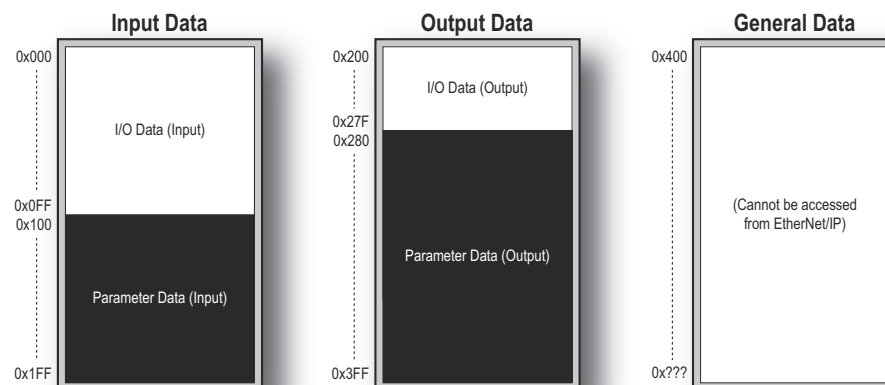 Input Data
0x000
I/O Data (Input)
0x0FF
0x100
Parameter Data (Input)
0x1FF
Output Data
0x200
I/O Data (Output)
0x27F
0x280
Parameter Data (Output)
0x3FF
General Data
0x400
(Cannot be accessed
from EtherNet/IP)
0x???